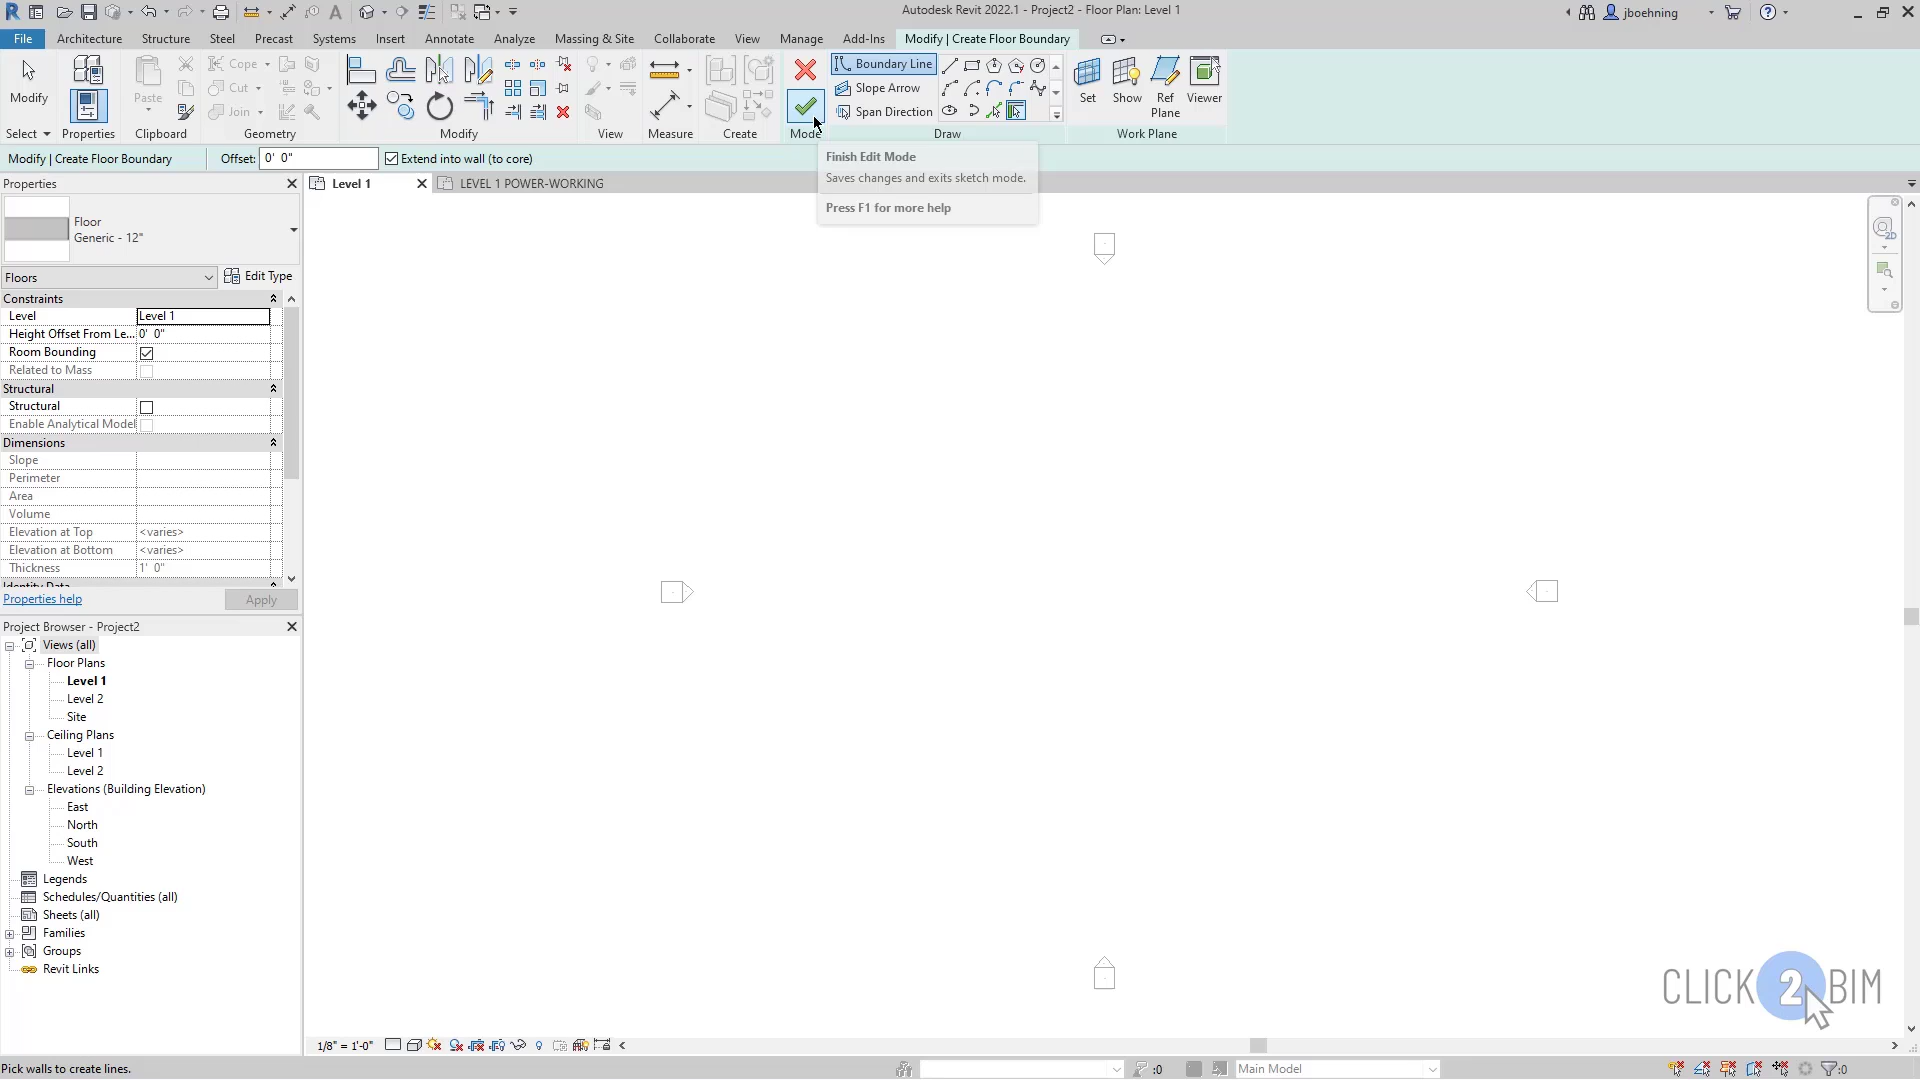 Autodesk Revit 2022.1 - Project2 - Floor Plan: Level 1
jboehning
File Architecture Structure Steel Precast Systems Insert Annotate Analyze Massing & Site Collaborate View Manage Add-Ins Modify | Create Floor Boundary
Modify
Paste
Cope
Cut
Join
Boundary Line
Slope Arrow
Span Direction
Set
Show
Ref
Plane
Viewer
Select Properties Clipboard Geometry Modify View Measure Create Mode Draw Work Plane
Modify | Create Floor Boundary Offset: 0' 0" Extend into wall (to core)
Finish Edit Mode
Saves changes and exits sketch mode.
Press F1 for more help
Properties
Level 1
LEVEL 1 POWER-WORKING
Floor
Generic - 12"
Floors Edit Type
Constraints
Level Level 1
Height Offset From Le... 0' 0"
Room Bounding
Related to Mass
Structural
Structural
Enable Analytical Model
Dimensions
Slope
Perimeter
Area
Volume
Elevation at Top <varies>
Elevation at Bottom <varies>
Thickness 1' 0"
Identity Data
Properties help Apply
Project Browser - Project2
Views (all)
Floor Plans
Level 1
Level 2
Site
Ceiling Plans
Level 1
Level 2
Elevations (Building Elevation)
East
North
South
West
Legends
Schedules/Quantities (all)
Sheets (all)
Families
Groups
Revit Links
2D
CLICK 2 BIM
1/8" = 1'-0"
Pick walls to create lines.
:0
Main Model
:0